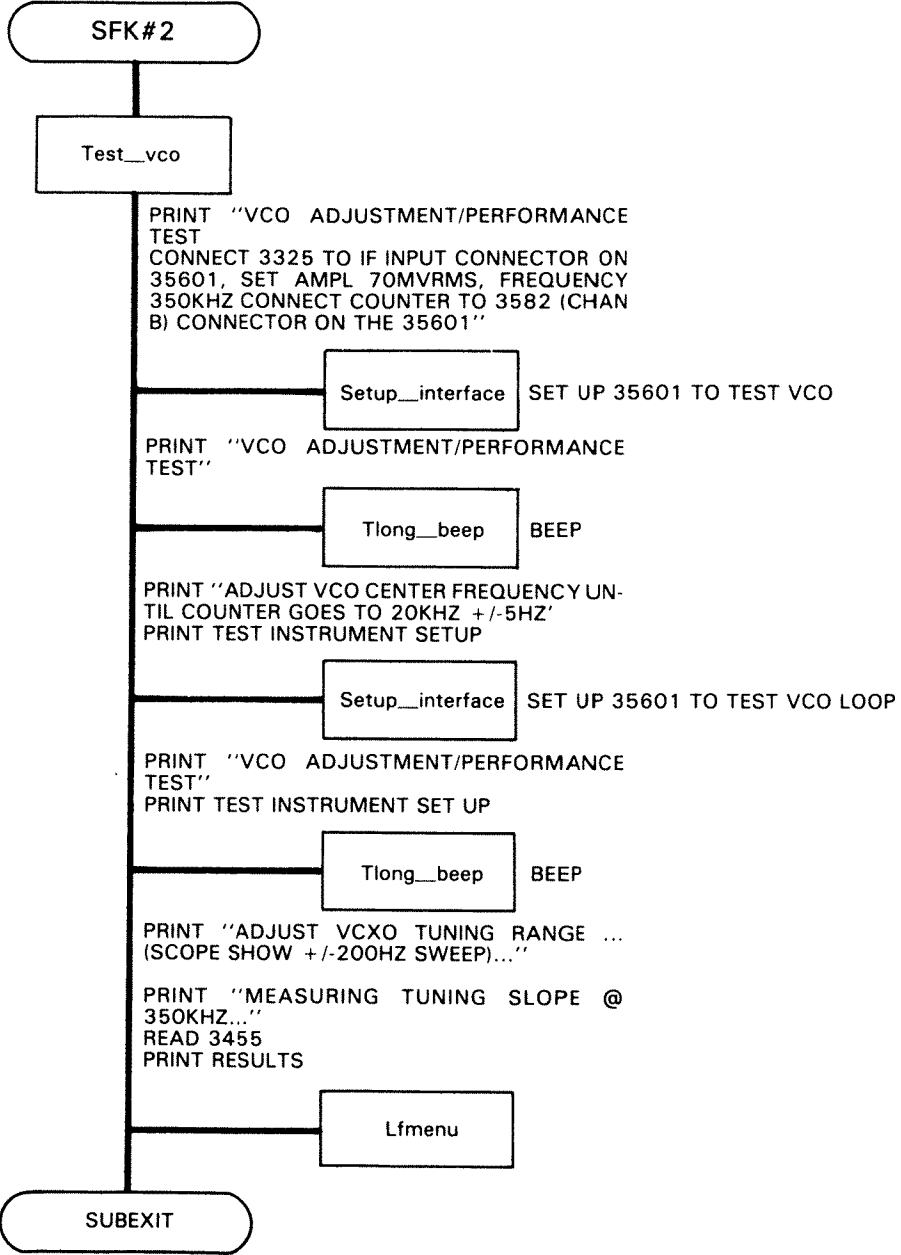 SFK#2
Test__vco
PRINT ''VCO ADJUSTMENT/PERFORMANCE
TEST
CONNECT 3325 TO IF INPUT CONNECTOR ON
35601, SET AMPL 70MVRMS, FREQUENCY
350KHZ CONNECT COUNTER TO 3582 (CHAN
B) CONNECTOR ON THE 35601''
Setup__interface
SET UP 35601 TO TEST VCO
PRINT ''VCO ADJUSTMENT/PERFORMANCE
TEST''
Tlong__beep
BEEP
PRINT ''ADJUST VCO CENTER FREQUENCY UN-
TIL COUNTER GOES TO 20KHZ +/-5HZ'
PRINT TEST INSTRUMENT SETUP
Setup__interface
SET UP 35601 TO TEST VCO LOOP
PRINT ''VCO ADJUSTMENT/PERFORMANCE
TEST''
PRINT TEST INSTRUMENT SET UP
Tlong__beep
BEEP
PRINT ''ADJUST VCXO TUNING RANGE ...
(SCOPE SHOW +/-200HZ SWEEP)...''
PRINT ''MEASURING TUNING SLOPE @
350KHZ...''
READ 3455
PRINT RESULTS
Lfmenu
SUBEXIT